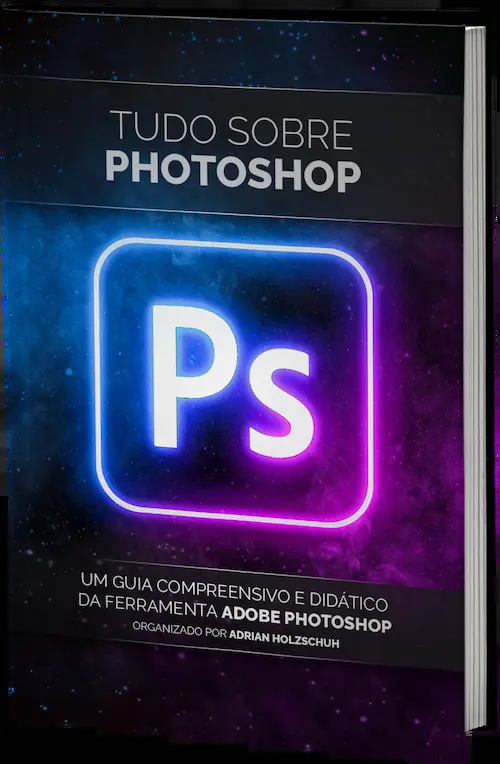 TUDO SOBRE
PHOTOSHOP
Ps
UM GUIA COMPREENSIVO E DIDÁTICO
DA FERRAMENTA ADOBE PHOTOSHOP
ORGANIZADO POR ADRIAN HOLZSCHUH